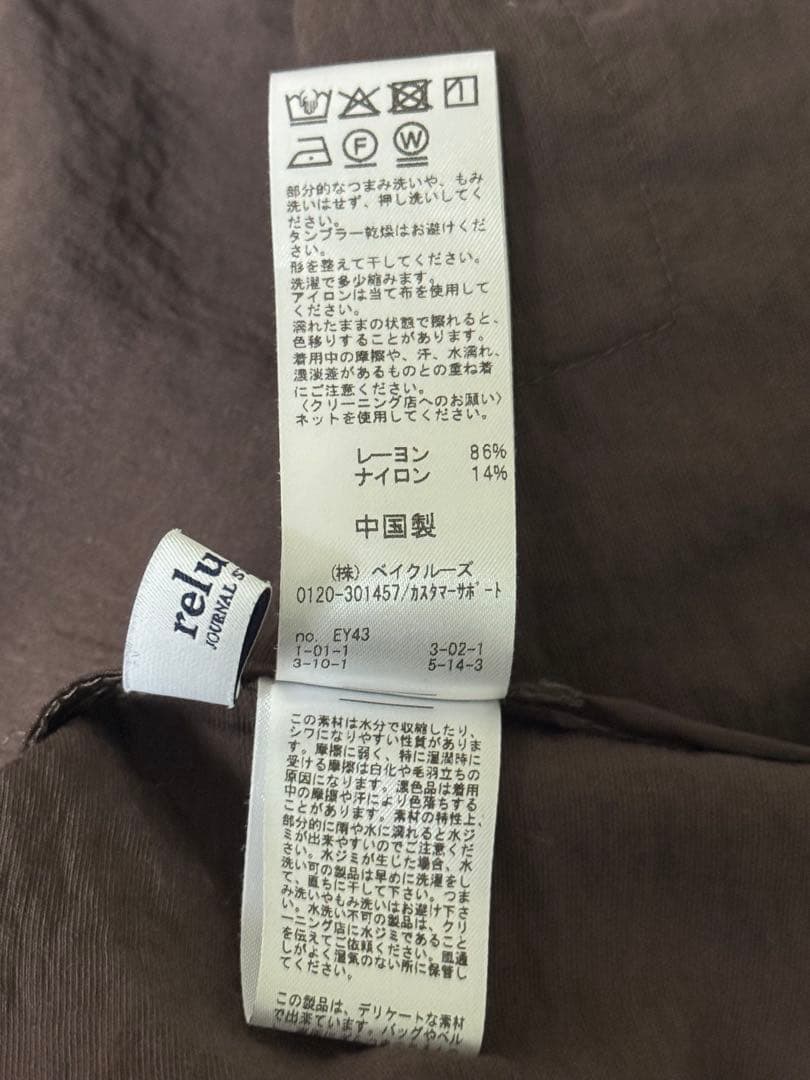 1
F
W
部分的なつまみ洗いや、もみ
洗いはせず、押し洗いしてく
ださい。
タンブラー乾燥はお避けくだ
さい。
形を整えて干してください。
洗濯で多少縮みます。
アイロンは当て布を使用して
ください。
濡れたままの状態で擦れると、
色移りすることがあります。
着用中の摩擦や、汗、水濡れ、
濃淡差があるものとの重ね着
にご注意ください。
〈クリーニング店へのお願い〉
ネットを使用してください。
レーヨン 86%
ナイロン 14%
中国製
(株) ベイクルーズ
0120-301457/カスタマーサポート
no. EY43
1-01-1 3-02-1
3-10-1 5-14-3
relu
JOURNAL S
この素材は水分で収縮したり、
シワになりやすい性質がありま
す。摩擦に弱く、特に湿潤時に
受ける摩擦は白化や毛羽立ちの
原因になります。濃色品は着用
中の摩擦や汗により色落ちする
ことがあります。素材の特性上、
部分的に雨や水に濡れると水ジ
ミが出来やすいのでご注意くだ
さい。水ジミが生じた場合、水
洗い可の製品は早めに洗濯をし
て、直ちに干して下さい。つま
み洗いやもみ洗いはお避け下さ
い。水洗い不可の製品は、クリ
ーニング店に水ジミであること
を伝えてご依頼ください。風通
しがよく湿気のない所に保管し
てください。
この製品は、デリケートな素材
で出来ています。バッグやベル